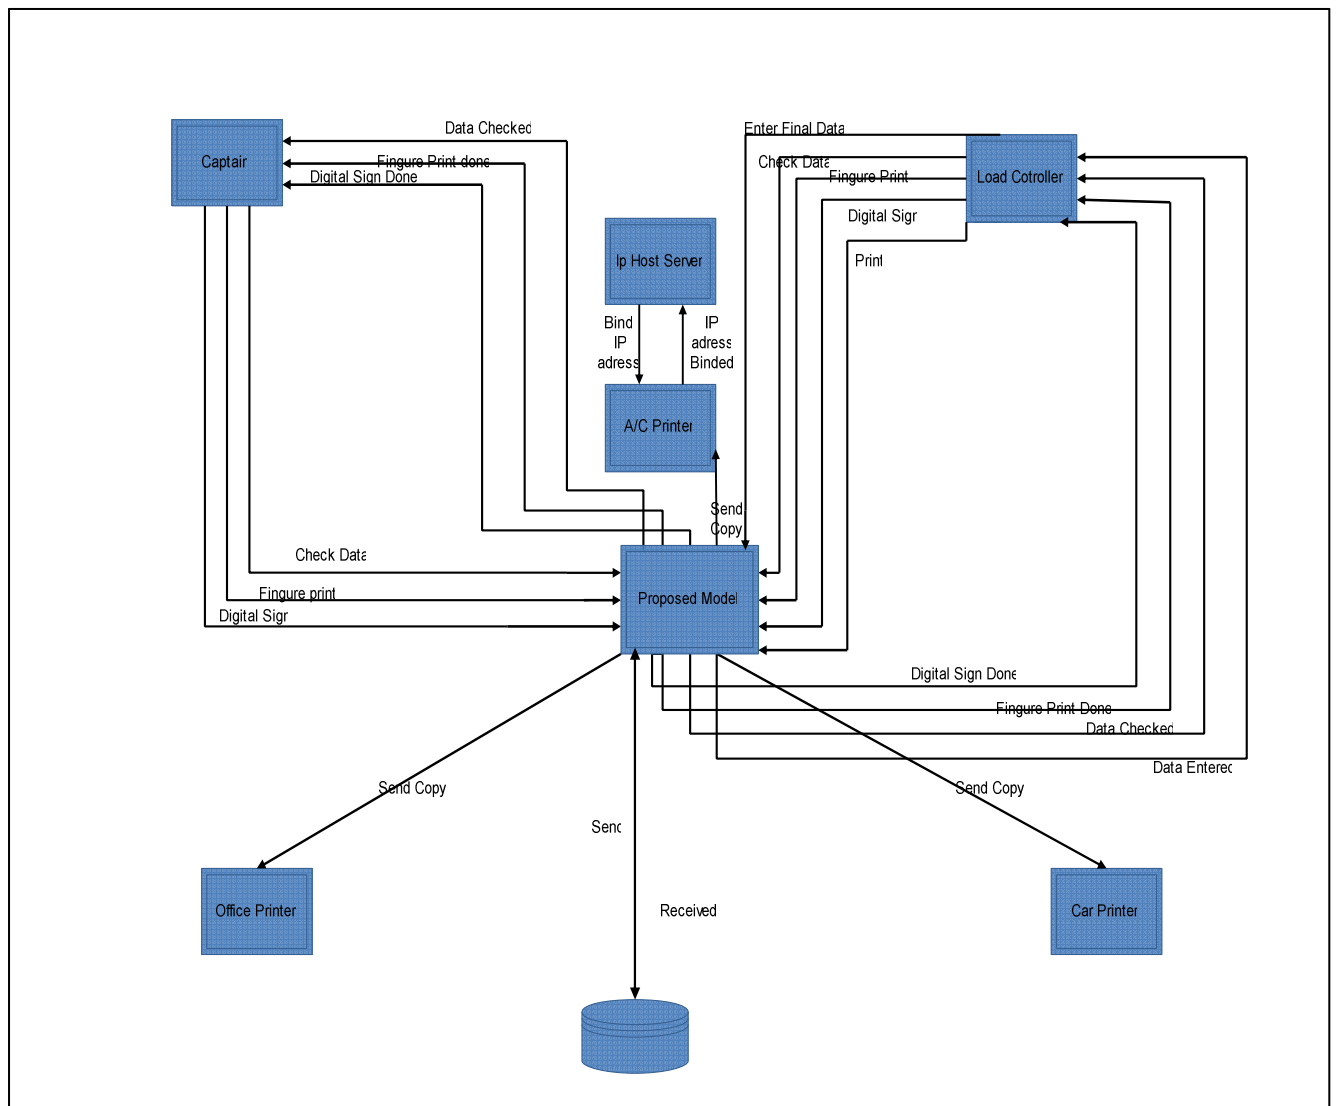 Data Checked
Enter Final Data
Captair
Fingure Print done
Check Data
Digital Sign Done
Fingure Print
Load Cotroller
Digital Sigr
Ip Host Server
Print
Bind
IP
adress
IP
adress
Binded
A/C Printer
Send
Copy
Check Data
Fingure print
Proposed Model
Digital Sigr
Digital Sign Done
Fingure Print Done
Data Checked
Data Entered
Send Copy
Send Copy
Send
Office Printer
Received
Car Printer